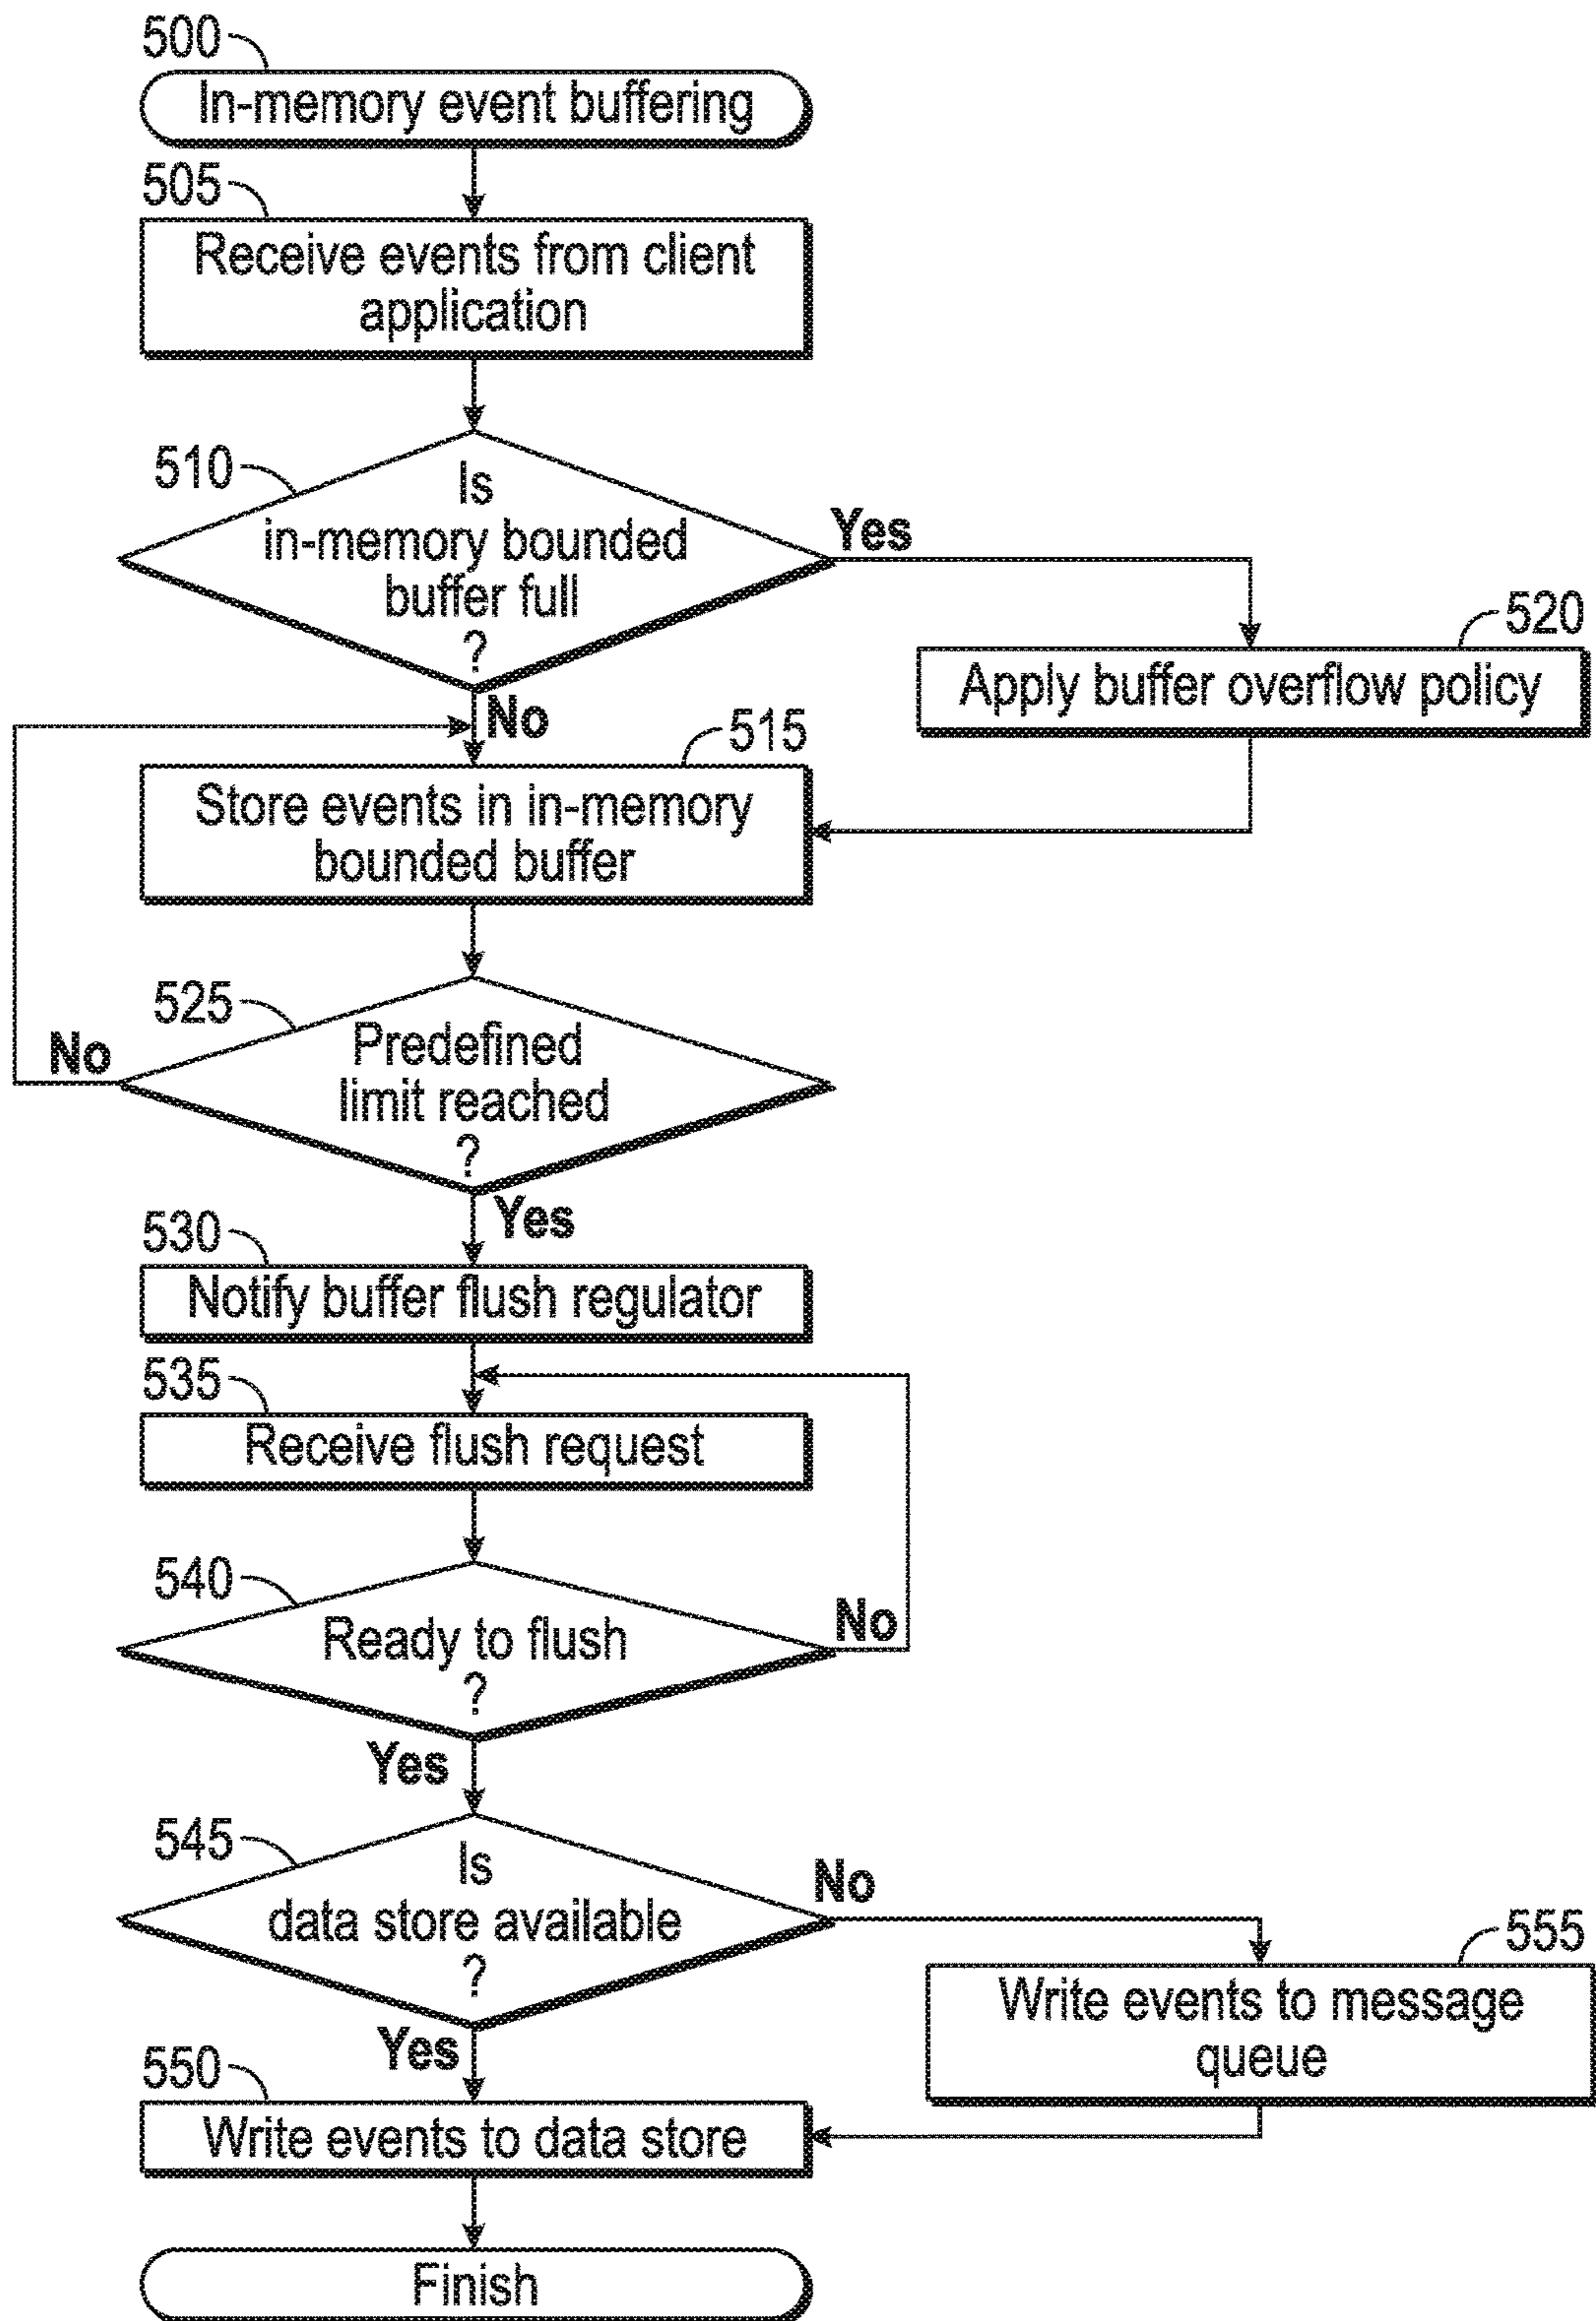 500
In-memory event buffering
505
Receive events from client
application
510
Is
in-memory bounded
buffer full
?
Yes
520
Apply buffer overflow policy
No
515
Store events in in-memory
bounded buffer
525
Predefined
limit reached
?
No
Yes
530
Notify buffer flush regulator
535
Receive flush request
540
Ready to flush
?
No
Yes
545
Is
data store available
?
No
555
Write events to message
queue
Yes
550
Write events to data store
Finish